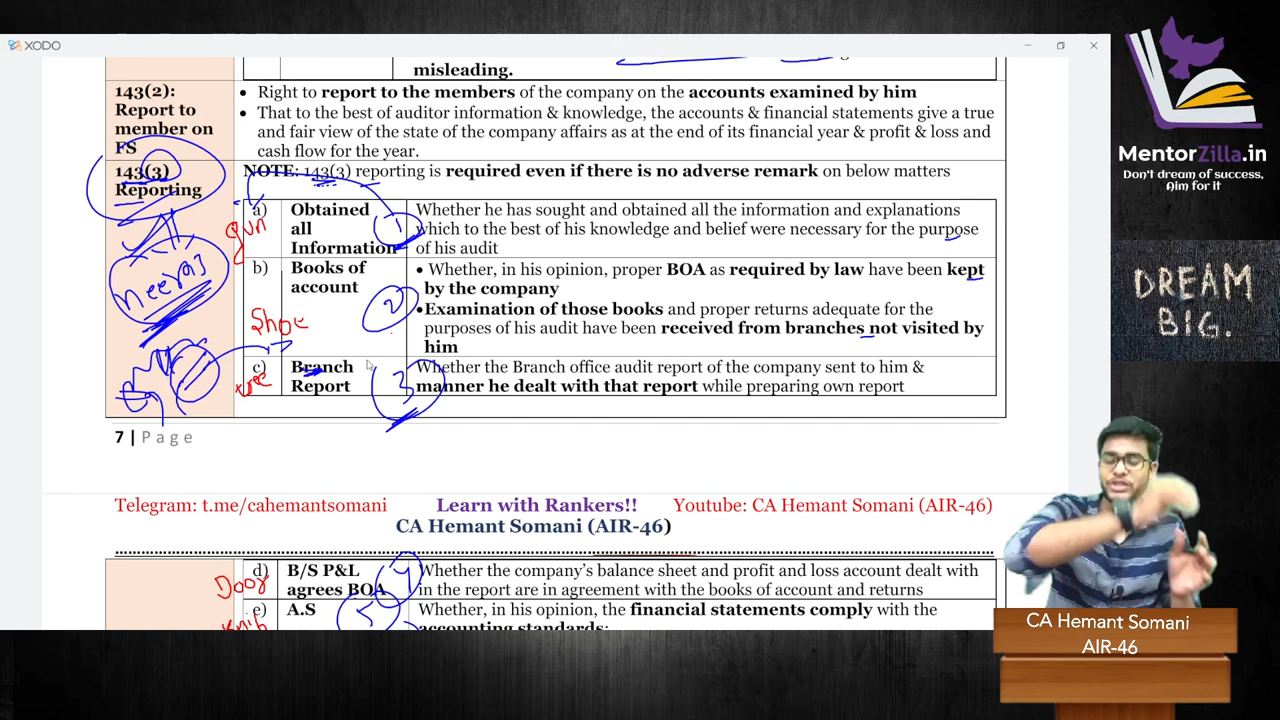 XODO
misleading.
143(2):
Report to
member on
FS
• Right to report to the members of the company on the accounts examined by him
• That to the best of auditor information & knowledge, the accounts & financial statements give a true
and fair view of the state of the company affairs as at the end of its financial year & profit & loss and
cash flow for the year.
143(3)
Reporting
NOTE: 143(3) reporting is required even if there is no adverse remark on below matters
a)
Obtained
all
Information
1
Whether he has sought and obtained all the information and explanations
which to the best of his knowledge and belief were necessary for the purpose
of his audit
gun
neeraj
b)
Books of
account
2
• Whether, in his opinion, proper BOA as required by law have been kept
by the company
•Examination of those books and proper returns adequate for the
purposes of his audit have been received from branches not visited by
him
Shoe
c)
Branch
Report
3
Whether the Branch office audit report of the company sent to him &
manner he dealt with that report while preparing own report
tree
7 | Page
Telegram: t.me/cahemantsomani Learn with Rankers!! Youtube: CA Hemant Somani (AIR-46)
CA Hemant Somani (AIR-46)
d)
B/S P&L
agrees BOA
4
Whether the company's balance sheet and profit and loss account dealt with
in the report are in agreement with the books of account and returns
Door
e)
A.S
5
Whether, in his opinion, the financial statements comply with the
accounting standards;
MentorZilla.in
Don't dream of success,
Aim for it
DREAM
BIG.
CA Hemant Somani
AIR-46